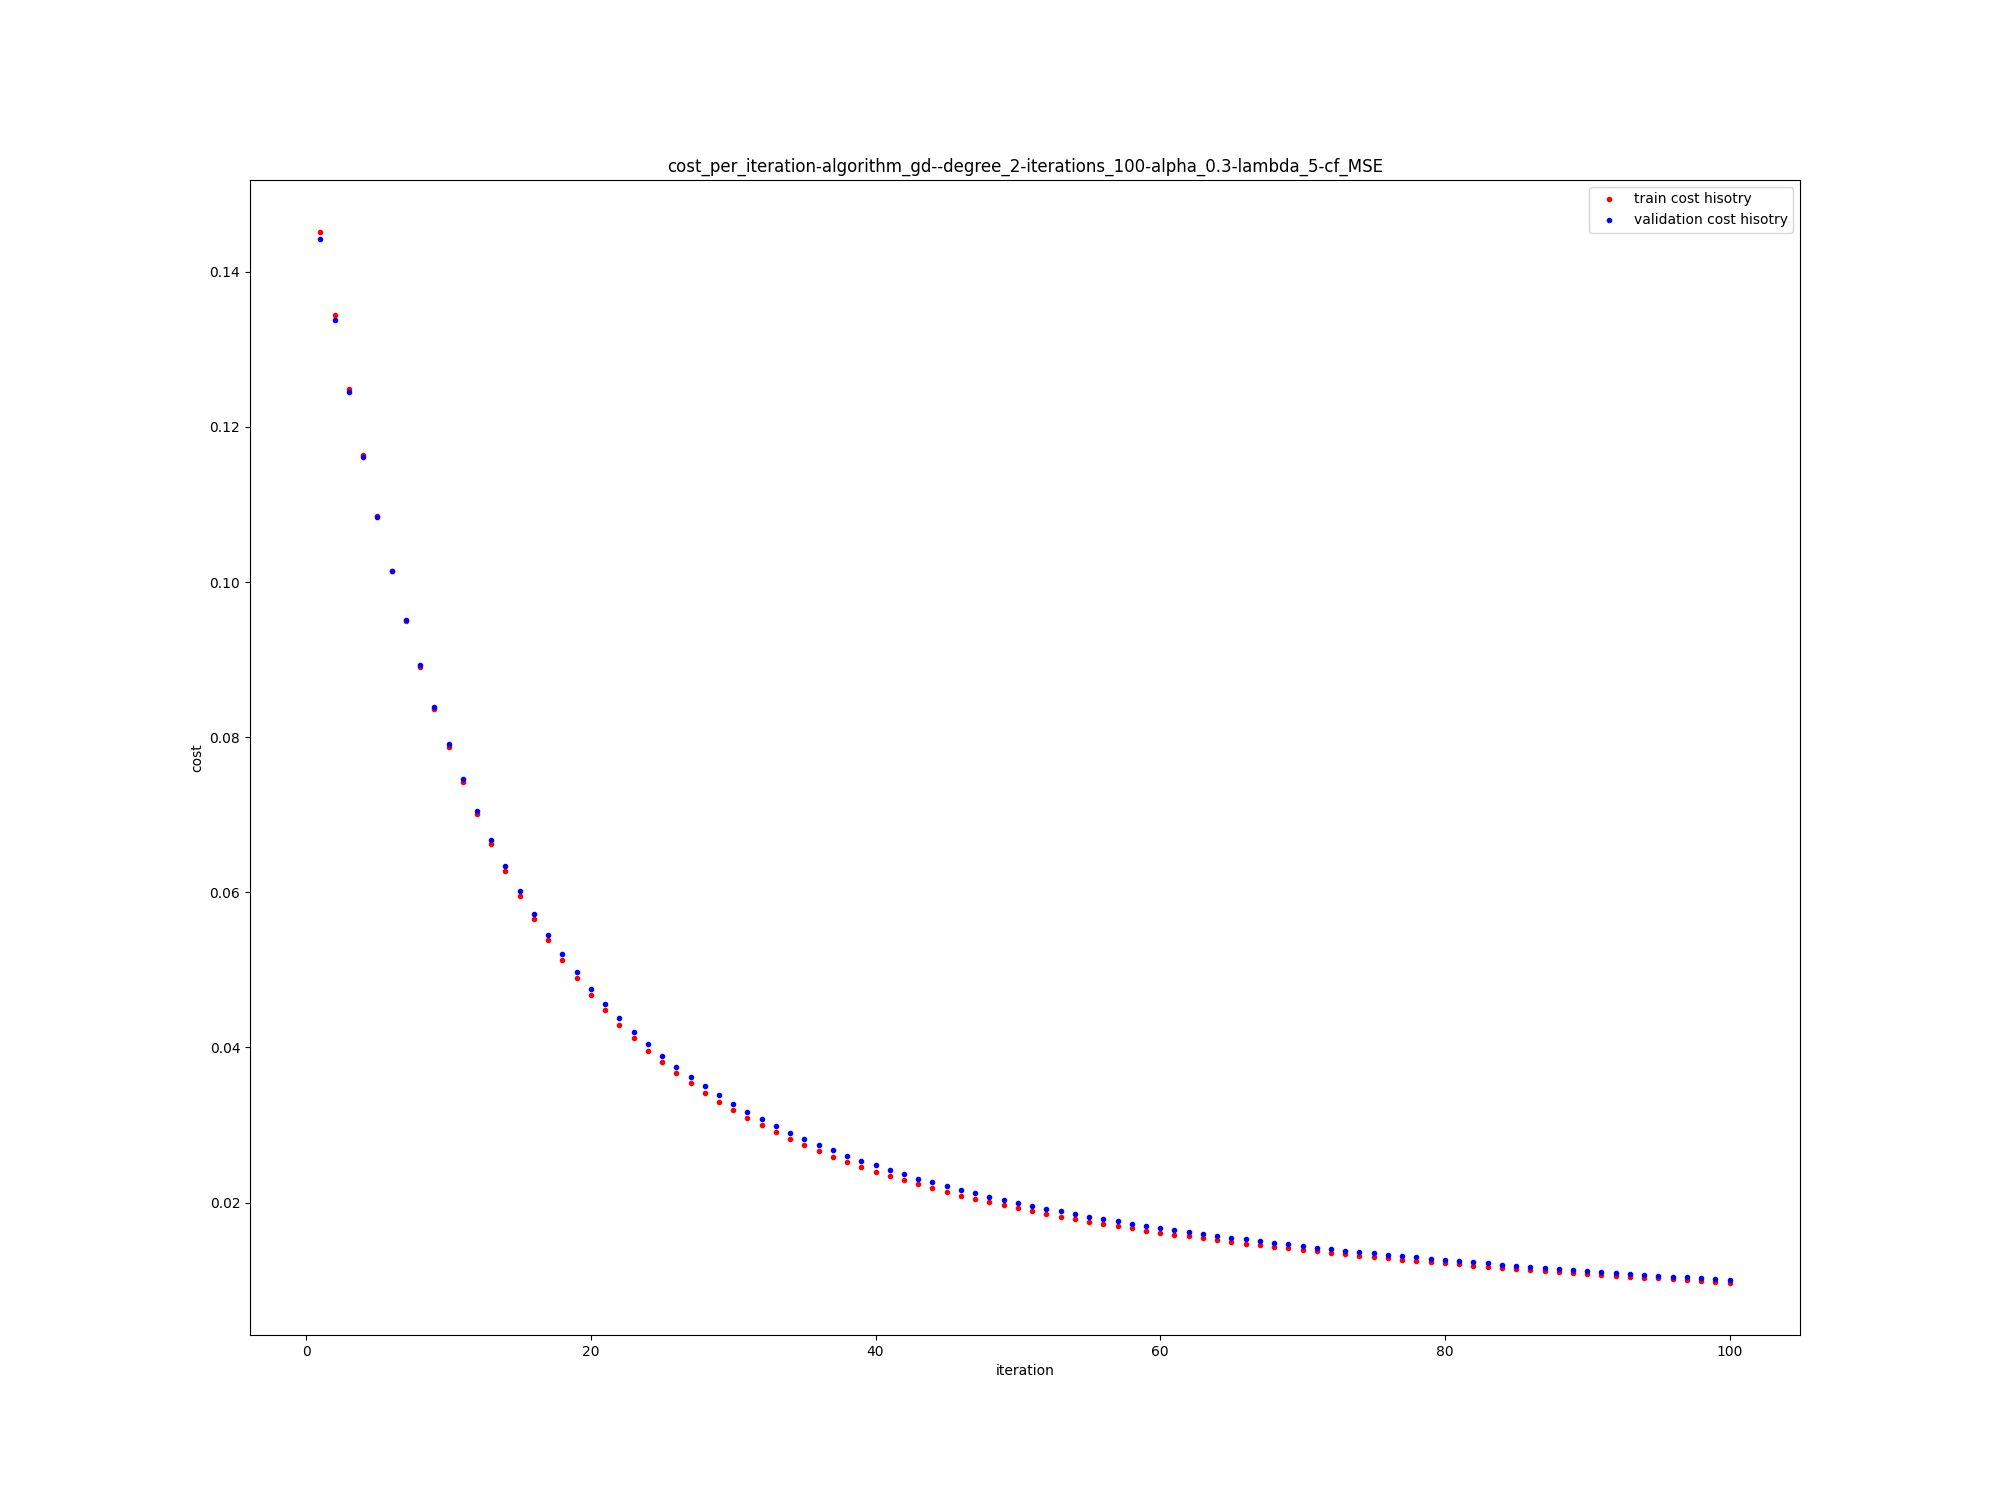 cost_per_iteration-algorithm_gd--degree_2-iterations_100-alpha_0.3-lambda_5-cf_MSE
train cost hisotry
validation cost hisotry
0.14
0.12
0.10
0.08
0.06
0.04
0.02
cost
0 20 40 60 80 100
iteration